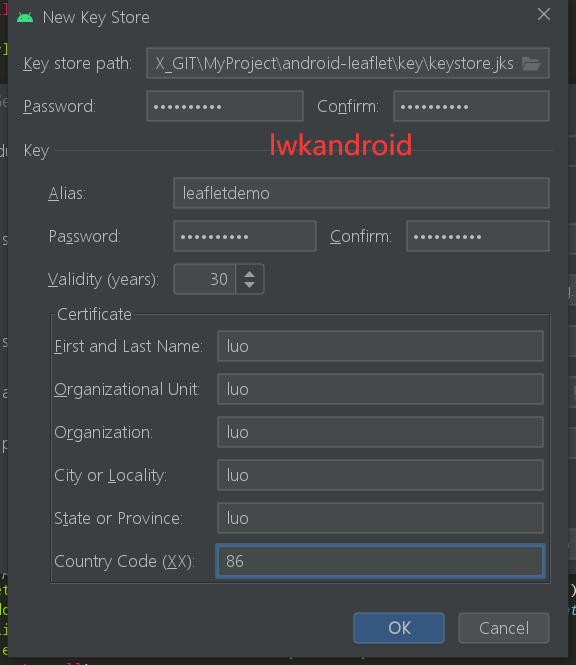 New Key Store
Key store path: X_GIT\MyProject\android-leaflet\key\keystore.jks
Password: •••••••••• Confirm: ••••••••••
lwkandroid
Key
Alias: leafletdemo
Password: •••••••••• Confirm: ••••••••••
Validity (years): 30
Certificate
First and Last Name: luo
Organizational Unit: luo
Organization: luo
City or Locality: luo
State or Province: luo
Country Code (XX): 86
OK Cancel